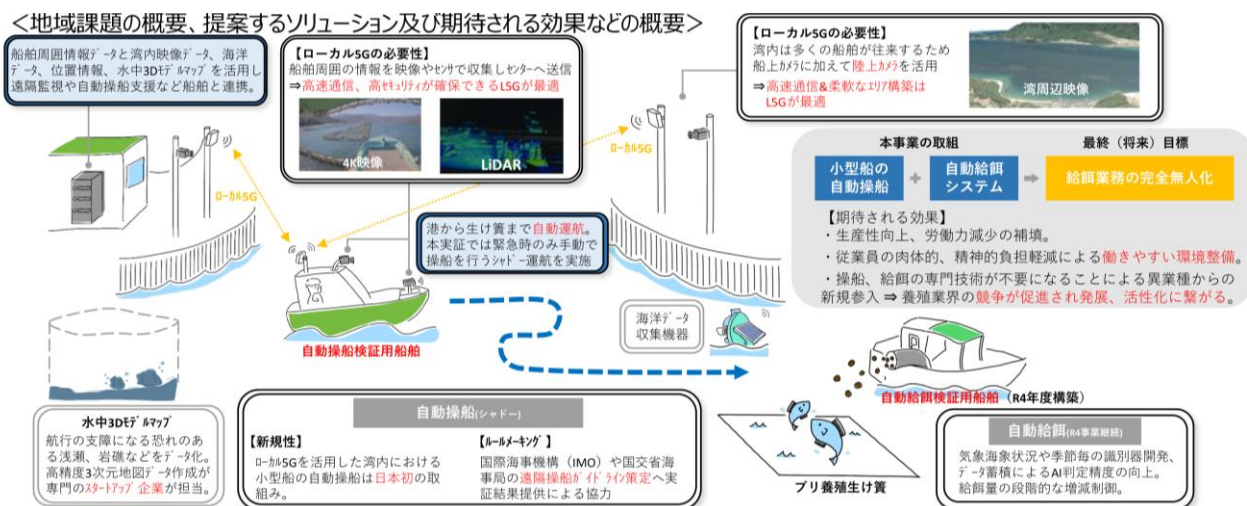 ＜地域課題の概要、提案するソリューション及び期待される効果などの概要＞
船舶周囲情報データと湾内映像データ、海洋
データ、位置情報、水中3Dモデルマップを活用し
遠隔監視や自動操船支援など船舶と連携。
【ローカル5Gの必要性】
船舶周囲の情報を映像やセンサで収集しセンターへ送信
⇒高速通信、高セキュリティが確保できるL5Gが最適
4K映像
LiDAR
【ローカル5Gの必要性】
湾内は多くの船舶が往来するため
船上カメラに加えて陸上カメラを活用
⇒高速通信&柔軟なエリア構築は
L5Gが最適
湾周辺映像
ローカル5G
ローカル5G
本事業の取組
最終（将来）目標
小型船の
自動操船
+
自動給餌
システム
給餌業務の完全無人化
【期待される効果】
・生産性向上、労働力減少の補填。
・従業員の肉体的、精神的負担軽減による働きやすい環境整備。
・操船、給餌の専門技術が不要になることによる異業種からの
新規参入 ⇒ 養殖業界の競争が促進され発展、活性化に繋がる。
港から生け簀まで自動運航。
本実証では緊急時のみ手動で
操船を行うシャドー運航を実施
自動操船検証用船舶
海洋データ
収集機器
自動給餌検証用船舶（R4年度構築）
水中3Dモデルマップ
航行の支障になる恐れのあ
る浅瀬、岩礁などをデータ化。
高精度3次元地図データ作成が
専門のスタートアップ企業が担当。
自動操船(シャドー)
【新規性】
ローカル5Gを活用した湾内における
小型船の自動操船は日本初の取
組み。
【ルールメーキング】
国際海事機構（IMO）や国交省海
事局の遠隔操船ガイドライン策定へ実
証結果提供による協力
ブリ養殖生け簀
自動給餌(R4事業継続)
気象海象状況や季節毎の識別器開発、
データ蓄積によるAI判定精度の向上。
給餌量の段階的な増減制御。